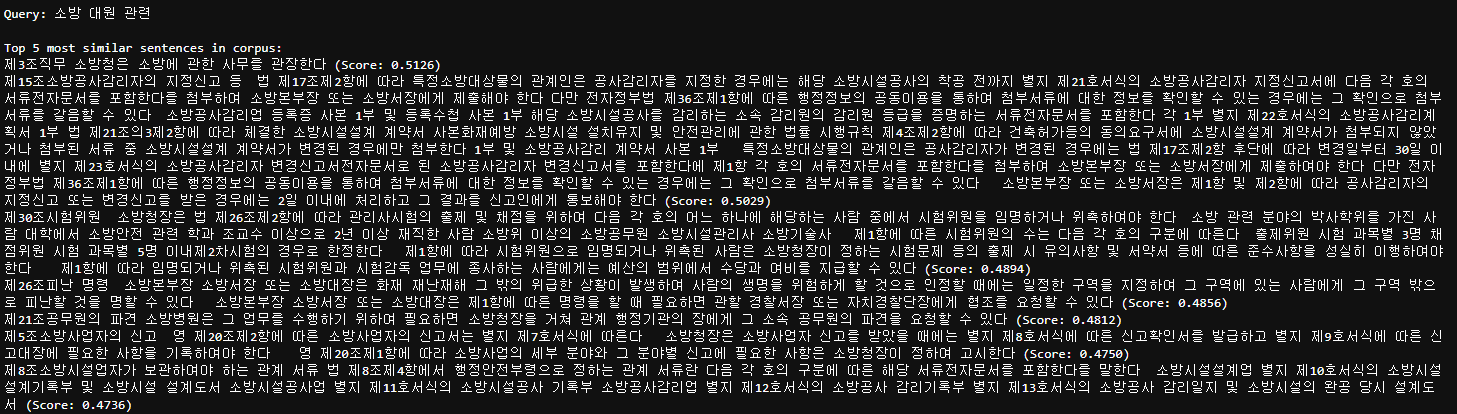 Query: 소방 대원 관련
Top 5 most similar sentences in corpus:
제3조직무 소방청은 소방에 관한 사무를 관장한다 (Score: 0.5126)
제15조소방공사감리자의 지정신고 등 법 제17조제2항에 따라 특정소방대상물의 관계인은 공사감리자를 지정한 경우에는 해당 소방시설공사의 착공 전까지 별지 제21호서식의 소방공사감리자 지정신고서에 다음 각 호의
서류전자문서를 포함한다를 첨부하여 소방본부장 또는 소방서장에게 제출해야 한다 다만 전자정부법 제36조제1항에 따른 행정정보의 공동이용을 통하여 첨부서류에 대한 정보를 확인할 수 있는 경우에는 그 확인으로 첨부
서류를 갈음할 수 있다 소방공사감리업 등록증 사본 1부 및 등록수첩 사본 1부 해당 소방시설공사를 감리하는 소속 감리원의 감리원 등급을 증명하는 서류전자문서를 포함한다 각 1부 별지 제22호서식의 소방공사감리계
획서 1부 법 제21조의3제2항에 따라 체결한 소방시설설계 계약서 사본화재예방 소방시설 설치유지 및 안전관리에 관한 법률 시행규칙 제4조제2항에 따라 건축허가등의 동의요구서에 소방시설설계 계약서가 첨부되지 않았
거나 첨부된 서류 중 소방시설설계 계약서가 변경된 경우에만 첨부한다 1부 및 소방공사감리 계약서 사본 1부 특정소방대상물의 관계인은 공사감리자가 변경된 경우에는 법 제17조제2항 후단에 따라 변경일부터 30일 이
내에 별지 제23호서식의 소방공사감리자 변경신고서전자문서로 된 소방공사감리자 변경신고서를 포함한다에 제1항 각 호의 서류전자문서를 포함한다를 첨부하여 소방본부장 또는 소방서장에게 제출하여야 한다 다만 전자
정부법 제36조제1항에 따른 행정정보의 공동이용을 통하여 첨부서류에 대한 정보를 확인할 수 있는 경우에는 그 확인으로 첨부서류를 갈음할 수 있다 소방본부장 또는 소방서장은 제1항 및 제2항에 따라 공사감리자의
지정신고 또는 변경신고를 받은 경우에는 2일 이내에 처리하고 그 결과를 신고인에게 통보해야 한다 (Score: 0.5029)
제30조시험위원 소방청장은 법 제26조제2항에 따라 관리사시험의 출제 및 채점을 위하여 다음 각 호의 어느 하나에 해당하는 사람 중에서 시험위원을 임명하거나 위촉하여야 한다 소방 관련 분야의 박사학위를 가진 사
람 대학에서 소방안전 관련 학과 조교수 이상으로 2년 이상 재직한 사람 소방위 이상의 소방공무원 소방시설관리사 소방기술사 제1항에 따른 시험위원의 수는 다음 각 호의 구분에 따른다 출제위원 시험 과목별 3명 채
점위원 시험 과목별 5명 이내제2차시험의 경우로 한정한다 제1항에 따라 시험위원으로 임명되거나 위촉된 사람은 소방청장이 정하는 시험문제 등의 출제 시 유의사항 및 서약서 등에 따른 준수사항을 성실히 이행하여야
한다 제1항에 따라 임명되거나 위촉된 시험위원과 시험감독 업무에 종사하는 사람에게는 예산의 범위에서 수당과 여비를 지급할 수 있다 (Score: 0.4894)
제26조피난 명령 소방본부장 소방서장 또는 소방대장은 화재 재난재해 그 밖의 위급한 상황이 발생하여 사람의 생명을 위험하게 할 것으로 인정할 때에는 일정한 구역을 지정하여 그 구역에 있는 사람에게 그 구역 밖으
로 피난할 것을 명할 수 있다 소방본부장 소방서장 또는 소방대장은 제1항에 따른 명령을 할 때 필요하면 관할 경찰서장 또는 자치경찰단장에게 협조를 요청할 수 있다 (Score: 0.4856)
제21조공무원의 파견 소방병원은 그 업무를 수행하기 위하여 필요하면 소방청장을 거쳐 관계 행정기관의 장에게 그 소속 공무원의 파견을 요청할 수 있다 (Score: 0.4812)
제5조소방사업자의 신고 영 제20조제2항에 따른 소방사업자의 신고서는 별지 제7호서식에 따른다 소방청장은 소방사업자 신고를 받았을 때에는 별지 제8호서식에 따른 신고확인서를 발급하고 별지 제9호서식에 따른 신
고대장에 필요한 사항을 기록하여야 한다 영 제20조제1항에 따라 소방사업의 세부 분야와 그 분야별 신고에 필요한 사항은 소방청장이 정하여 고시한다 (Score: 0.4750)
제8조소방시설업자가 보관하여야 하는 관계 서류 법 제8조제4항에서 행정안전부령으로 정하는 관계 서류란 다음 각 호의 구분에 따른 해당 서류전자문서를 포함한다를 말한다 소방시설설계업 별지 제10호서식의 소방시설
설계기록부 및 소방시설 설계도서 소방시설공사업 별지 제11호서식의 소방시설공사 기록부 소방공사감리업 별지 제12호서식의 소방공사 감리기록부 별지 제13호서식의 소방공사 감리일지 및 소방시설의 완공 당시 설계도
서 (Score: 0.4736)